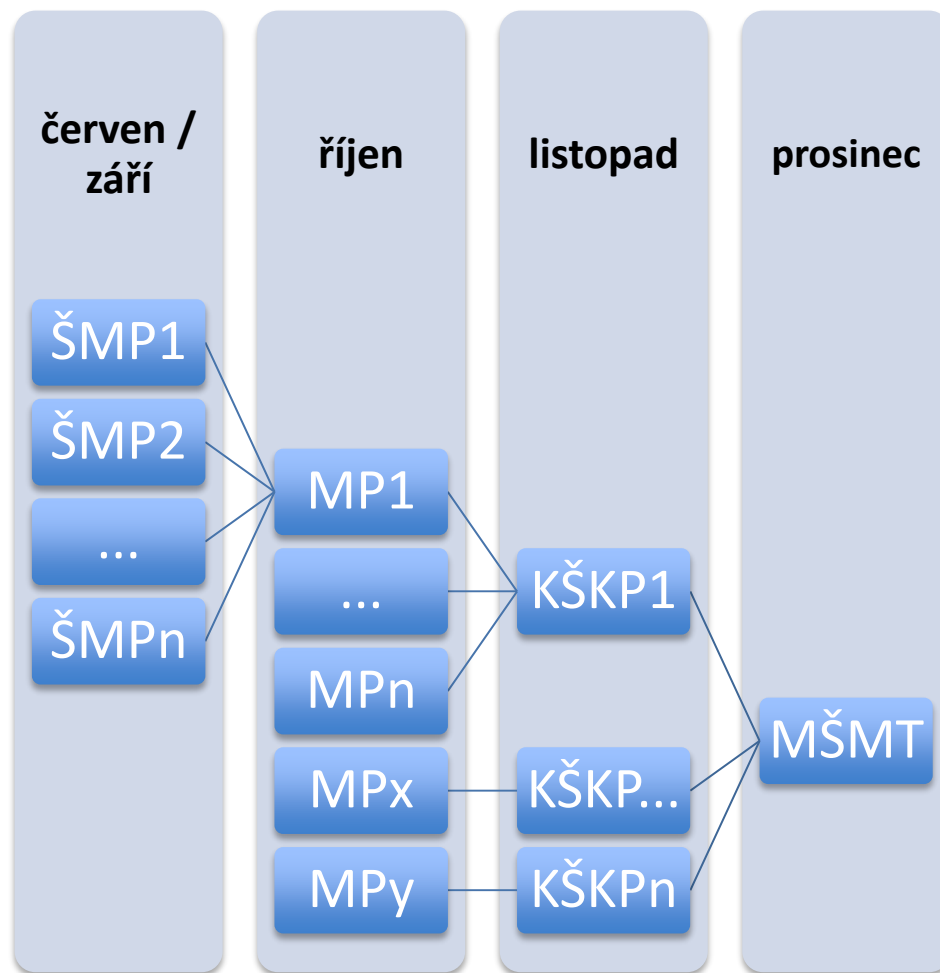 červen /
září
říjen
listopad
prosinec
ŠMP1
ŠMP2
...
ŠMPn
MP1
...
MPn
MPx
MPy
KŠKP1
KŠKP...
KŠKPn
MŠMT